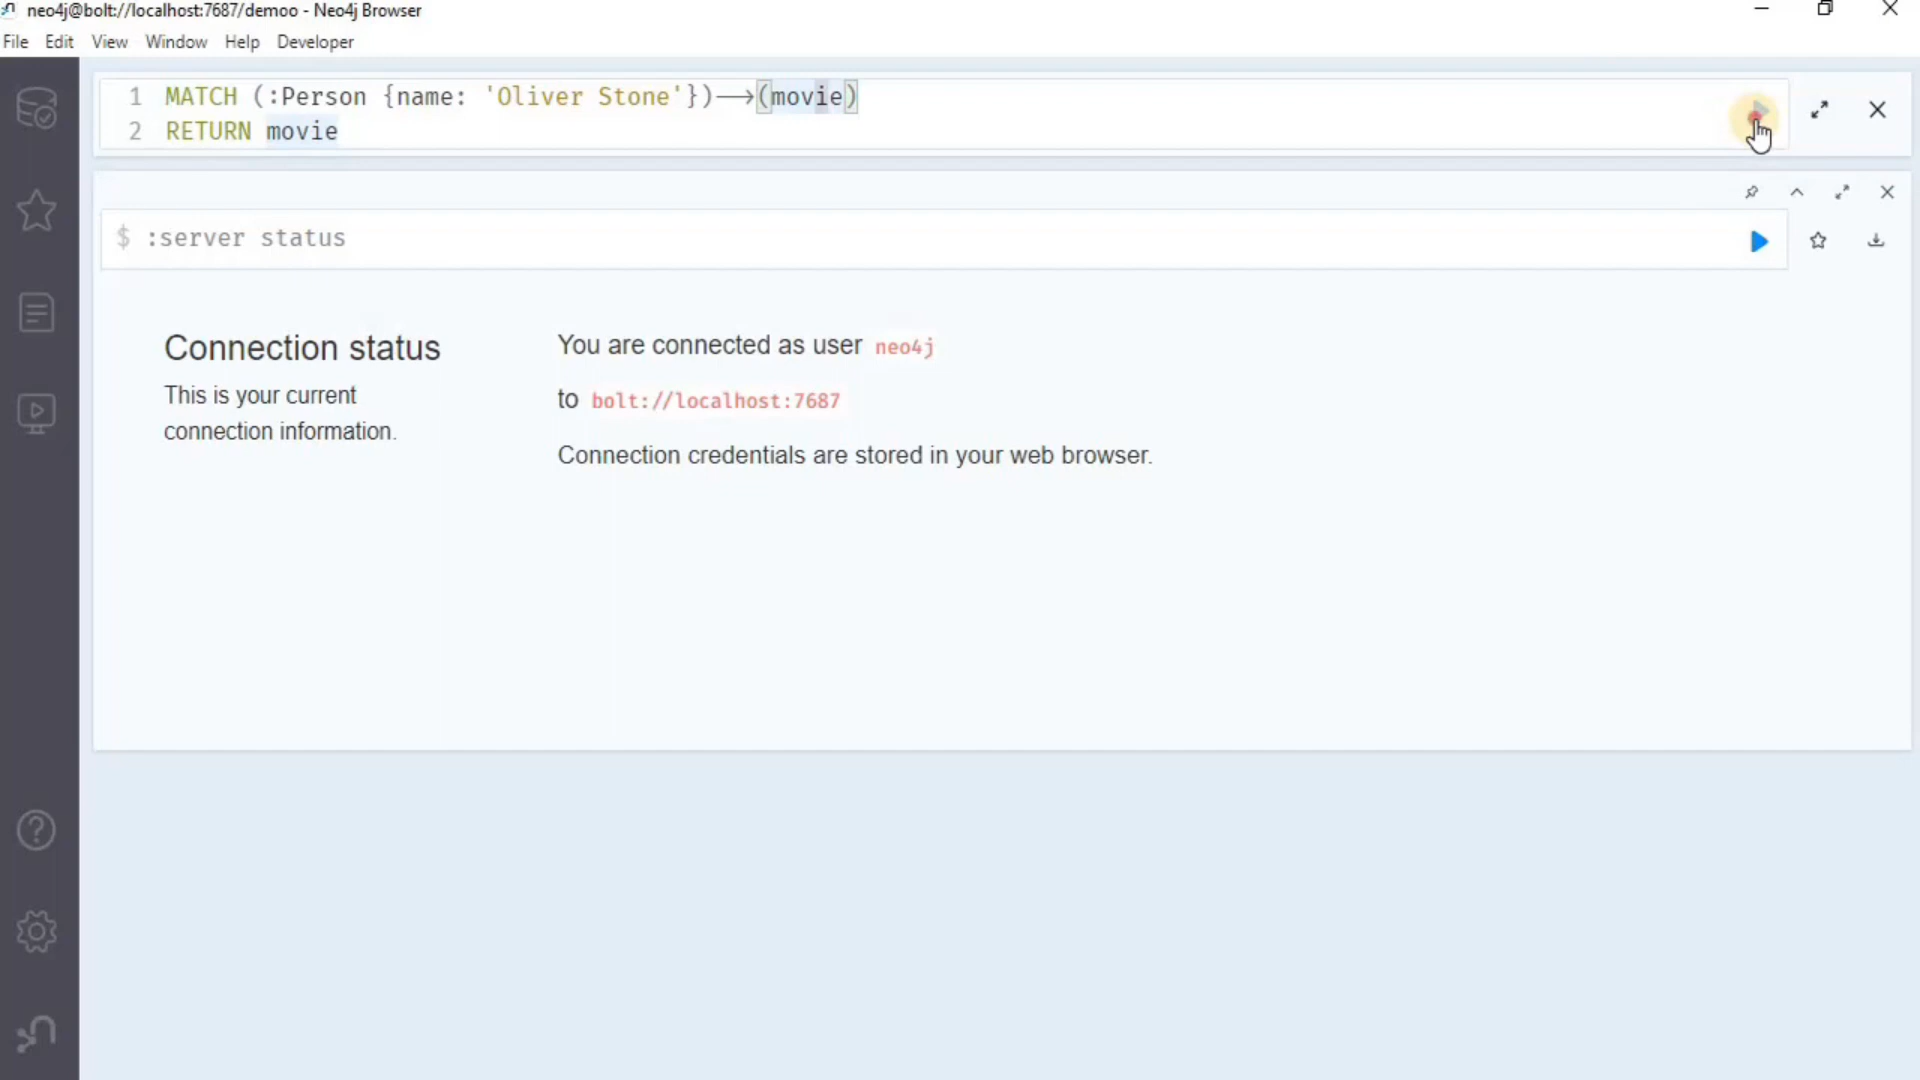 neo4j@bolt://localhost:7687/demoo - Neo4j Browser
File Edit View Window Help Developer
1 MATCH (:Person {name: 'Oliver Stone'})-->(movie)
2 RETURN movie
$ :server status
Connection status
This is your current
connection information.
You are connected as user neo4j
to bolt://localhost:7687
Connection credentials are stored in your web browser.